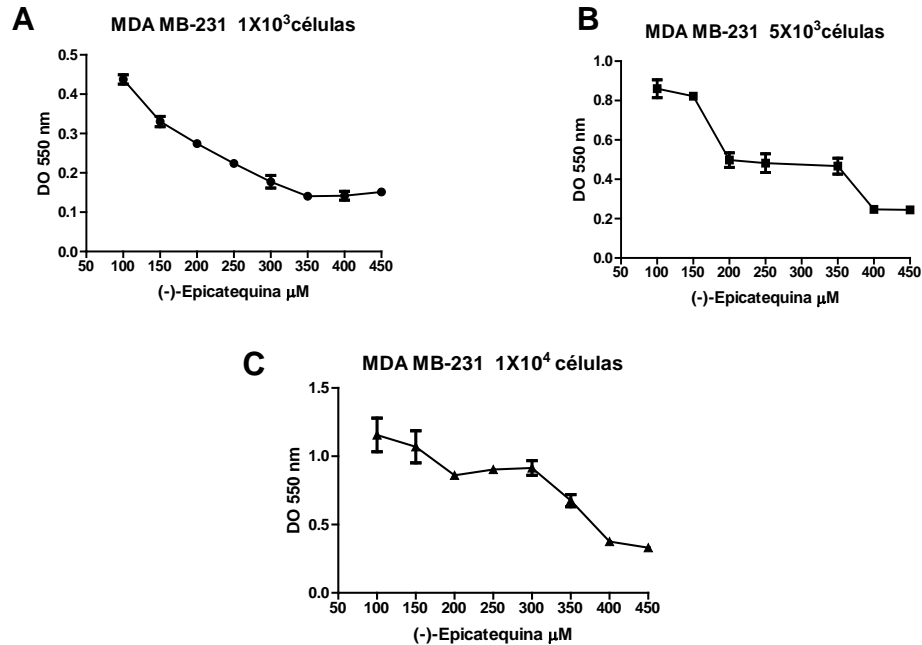 A
MDA MB-231 1X10³células
DO 550 nm
0.5
0.4
0.3
0.2
0.1
0.0
50 100 150 200 250 300 350 400 450
(-)-Epicatequina μM
B
MDA MB-231 5X10³células
DO 550 nm
1.0
0.8
0.6
0.4
0.2
0.0
50 100 150 200 250 300 350 400 450
(-)-Epicatequina μM
C
MDA MB-231 1X10⁴ células
DO 550 nm
1.5
1.0
0.5
0.0
50 100 150 200 250 300 350 400 450
(-)-Epicatequina μM